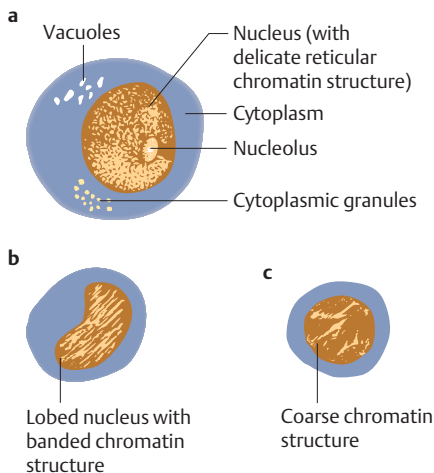 a
Vacuoles
Nucleus (with
delicate reticular
chromatin structure)
Cytoplasm
Nucleolus
Cytoplasmic granules
b
Lobed nucleus with
banded chromatin
structure
c
Coarse chromatin
structure